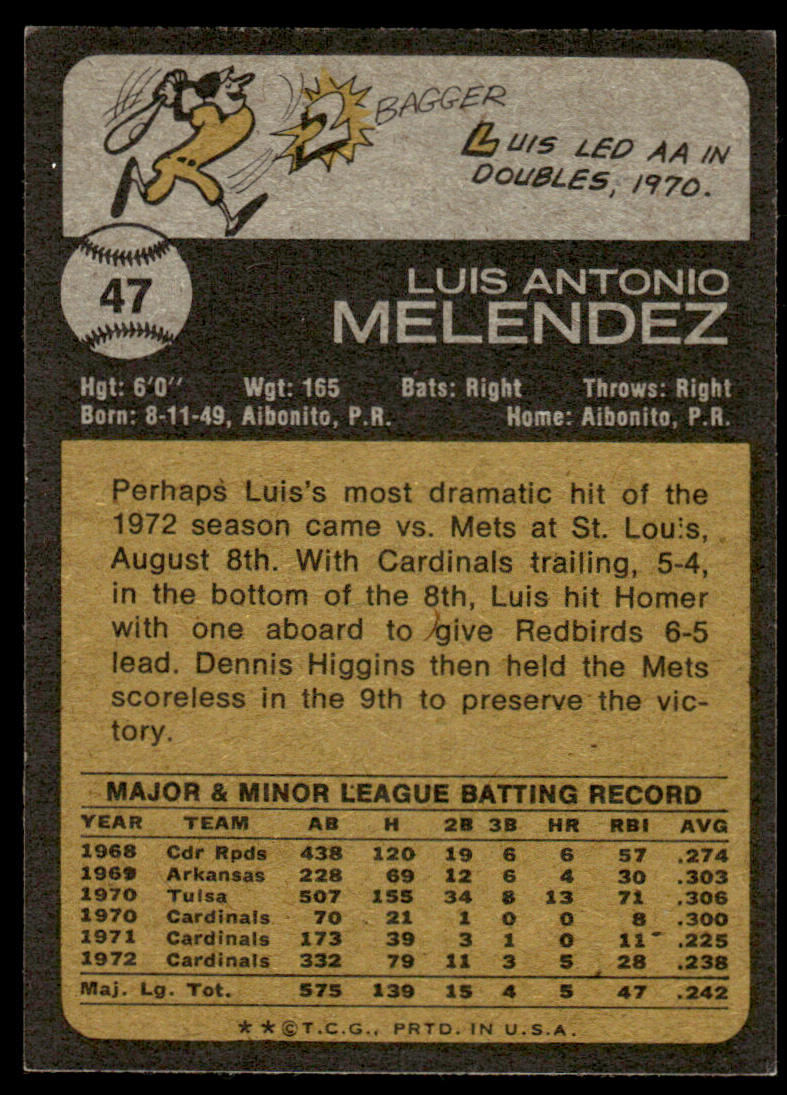 2 BAGGER
LUIS LED AA IN
DOUBLES, 1970.
47
LUIS ANTONIO
MELENDEZ
Hgt: 6'0" Wgt: 165 Bats: Right Throws: Right
Born: 8-11-49, Aibonito, P.R. Home: Aibonito, P.R.
Perhaps Luis's most dramatic hit of the
1972 season came vs. Mets at St. Louis,
August 8th. With Cardinals trailing, 5-4,
in the bottom of the 8th, Luis hit Homer
with one aboard to give Redbirds 6-5
lead. Dennis Higgins then held the Mets
scoreless in the 9th to preserve the vic-
tory.
MAJOR & MINOR LEAGUE BATTING RECORD
YEAR TEAM AB H 2B 3B HR RBI AVG
1968 Cdr Rpds 438 120 19 6 6 57 .274
1969 Arkansas 228 69 12 6 4 30 .303
1970 Tulsa 507 155 34 8 13 71 .306
1970 Cardinals 70 21 1 0 0 8 .300
1971 Cardinals 173 39 3 1 0 11 .225
1972 Cardinals 332 79 11 3 5 28 .238
Maj. Lg. Tot. 575 139 15 4 5 47 .242
**©T.C.G., PRTD. IN U.S.A.